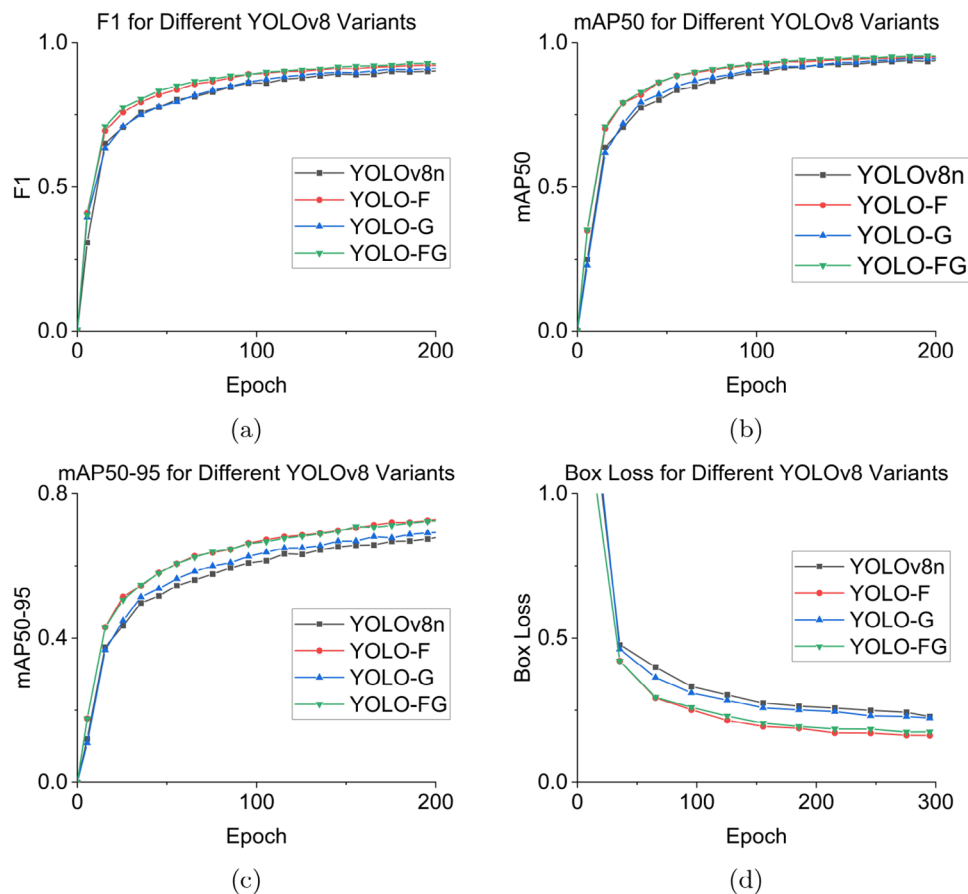 F1 for Different YOLOv8 Variants
1.0
0.5
0.0
F1
YOLOv8n
YOLO-F
YOLO-G
YOLO-FG
0
100
200
Epoch
(a)
mAP50 for Different YOLOv8 Variants
1.0
0.5
0.0
mAP50
YOLOv8n
YOLO-F
YOLO-G
YOLO-FG
0
100
200
Epoch
(b)
mAP50-95 for Different YOLOv8 Variants
0.8
0.4
0.0
mAP50-95
YOLOv8n
YOLO-F
YOLO-G
YOLO-FG
0
100
200
Epoch
(c)
Box Loss for Different YOLOv8 Variants
1.0
0.5
0.0
Box Loss
YOLOv8n
YOLO-F
YOLO-G
YOLO-FG
0
100
200
300
Epoch
(d)